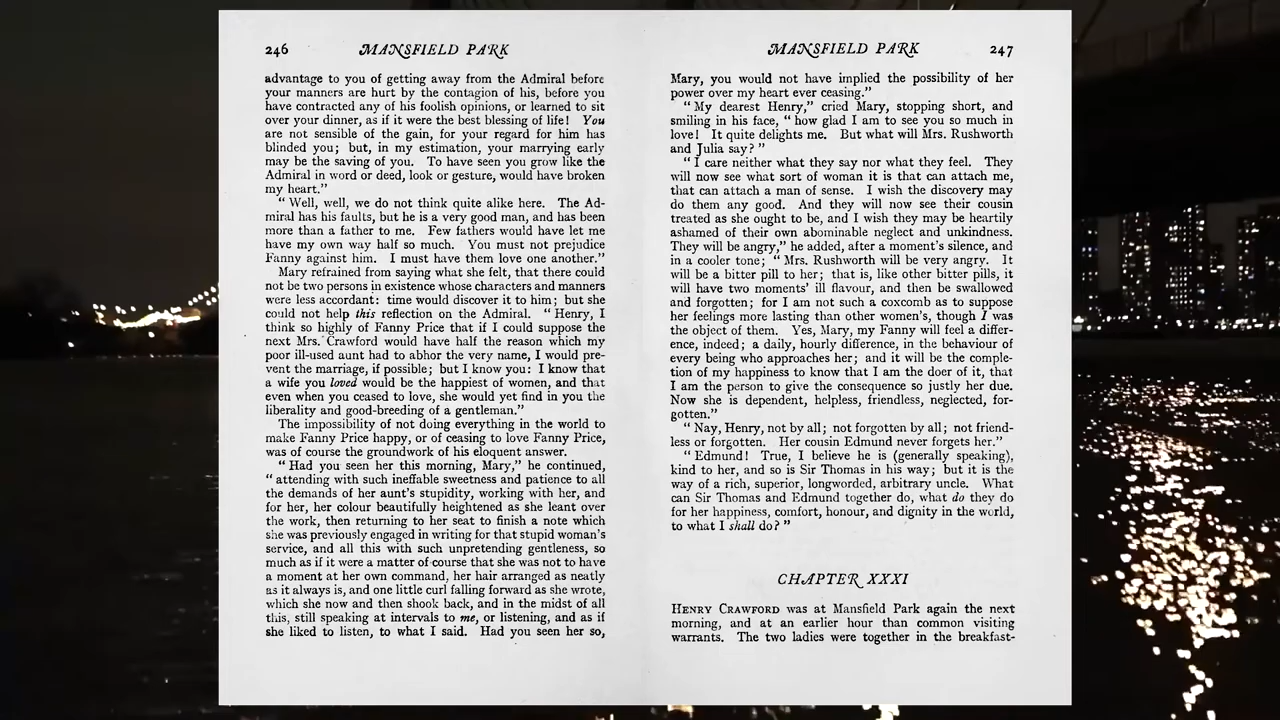 246 MANSFIELD PARK
advantage to you of getting away from the Admiral before
your manners are hurt by the contagion of his, before you
have contracted any of his foolish opinions, or learned to sit
over your dinner, as if it were the best blessing of life! You
are not sensible of the gain, for your regard for him has
blinded you; but, in my estimation, your marrying early
may be the saving of you. To have seen you grow like the
Admiral in word or deed, look or gesture, would have broken
my heart.”
“Well, well, we do not think quite alike here. The Ad-
miral has his faults, but he is a very good man, and has been
more than a father to me. Few fathers would have let me
have my own way half so much. You must not prejudice
Fanny against him. I must have them love one another.”
Mary refrained from saying what she felt, that there could
not be two persons in existence whose characters and manners
were less accordant: time would discover it to him; but she
could not help this reflection on the Admiral. “Henry, I
think so highly of Fanny Price that if I could suppose the
next Mrs. Crawford would have half the reason which my
poor ill-used aunt had to abhor the very name, I would pre-
vent the marriage, if possible; but I know you: I know that
a wife you loved would be the happiest of women, and that
even when you ceased to love, she would yet find in you the
liberality and good-breeding of a gentleman.”
The impossibility of not doing everything in the world to
make Fanny Price happy, or of ceasing to love Fanny Price,
was of course the groundwork of his eloquent answer.
“Had you seen her this morning, Mary,” he continued,
“attending with such ineffable sweetness and patience to all
the demands of her aunt’s stupidity, working with her, and
for her, her colour beautifully heightened as she leant over
the work, then returning to her seat to finish a note which
she was previously engaged in writing for that stupid woman’s
service, and all this with such unpretending gentleness, so
much as if it were a matter of course that she was not to have
a moment at her own command, her hair arranged as neatly
as it always is, and one little curl falling forward as she wrote,
which she now and then shook back, and in the midst of all
this, still speaking at intervals to me, or listening, and as if
she liked to listen, to what I said. Had you seen her so,
MANSFIELD PARK 247
Mary, you would not have implied the possibility of her
power over my heart ever ceasing.”
“My dearest Henry,” cried Mary, stopping short, and
smiling in his face, “how glad I am to see you so much in
love! It quite delights me. But what will Mrs. Rushworth
and Julia say?”
“I care neither what they say nor what they feel. They
will now see what sort of woman it is that can attach me,
that can attach a man of sense. I wish the discovery may
do them any good. And they will now see their cousin
treated as she ought to be, and I wish they may be heartily
ashamed of their own abominable neglect and unkindness.
They will be angry,” he added, after a moment’s silence, and
in a cooler tone; “Mrs. Rushworth will be very angry. It
will be a bitter pill to her; that is, like other bitter pills, it
will have two moments’ ill flavour, and then be swallowed
and forgotten; for I am not such a coxcomb as to suppose
her feelings more lasting than other women’s, though I was
the object of them. Yes, Mary, my Fanny will feel a differ-
ence, indeed; a daily, hourly difference, in the behaviour of
every being who approaches her; and it will be the comple-
tion of my happiness to know that I am the doer of it, that
I am the person to give the consequence so justly her due.
Now she is dependent, helpless, friendless, neglected, for-
gotten.”
“Nay, Henry, not by all; not forgotten by all; not friend-
less or forgotten. Her cousin Edmund never forgets her.”
“Edmund! True, I believe he is (generally speaking),
kind to her, and so is Sir Thomas in his way; but it is the
way of a rich, superior, longworded, arbitrary uncle. What
can Sir Thomas and Edmund together do, what do they do
for her happiness, comfort, honour, and dignity in the world,
to what I shall do?”
CHAPTER XXXI
HENRY CRAWFORD was at Mansfield Park again the next
morning, and at an earlier hour than common visiting
warrants. The two ladies were together in the breakfast-